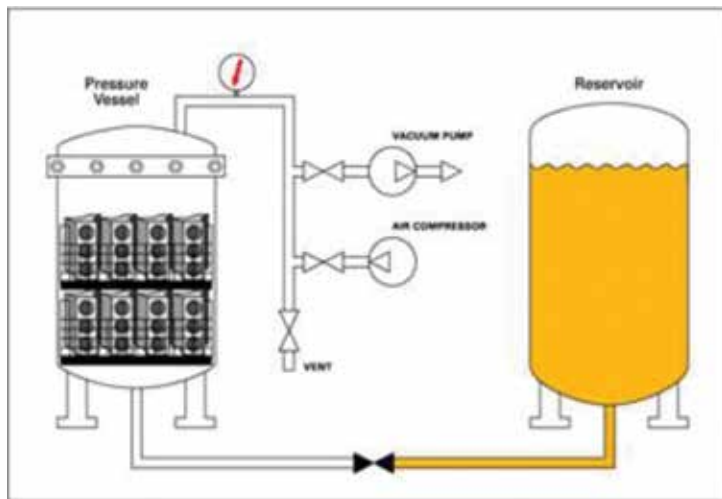 Pressure
Vessel
Reservoir
VACUUM PUMP
AIR COMPRESSOR
VENT